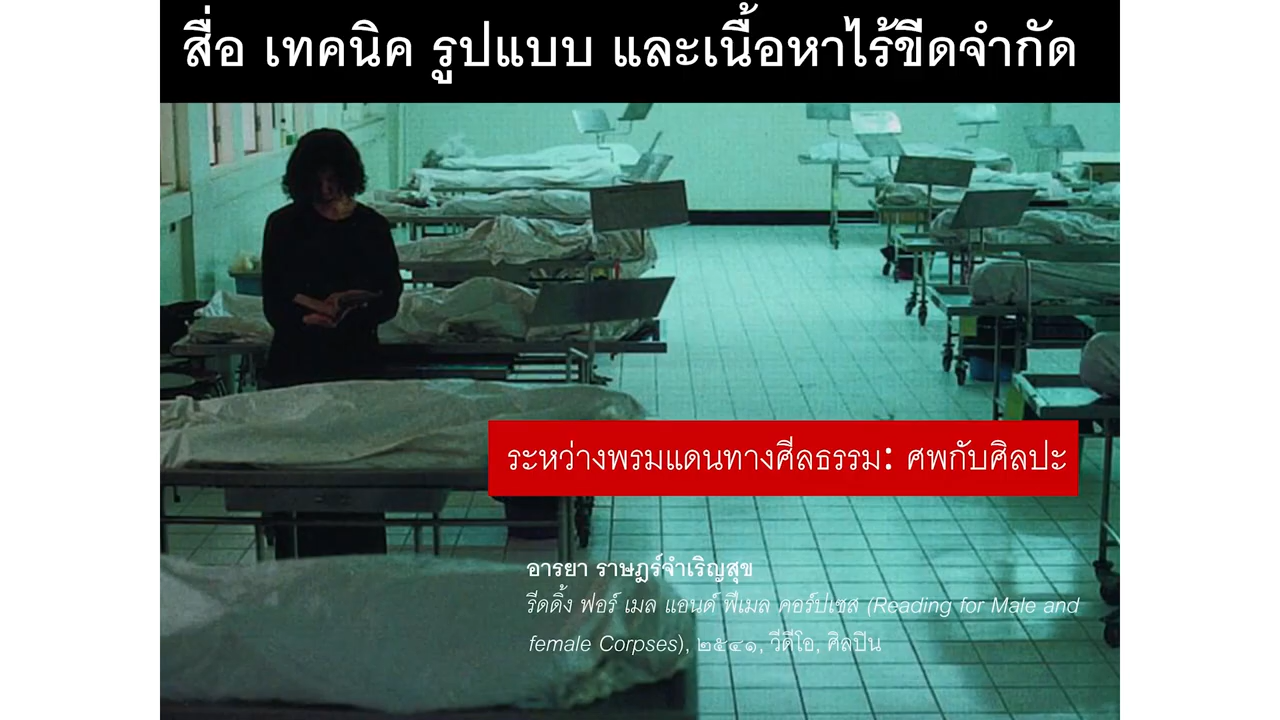 สื่อ เทคนิค รูปแบบ และเนื้อหาไร้ขีดจำกัด
ระหว่างพรมแดนทางศีลธรรม: ศพกับศิลปะ
อารยา ราษฎร์จำเริญสุข
รีดดิ้ง ฟอร์ เมล แอนด์ ฟีเมล คอร์ปเซส (Reading for Male and
female Corpses), ๒๕๔๑, วีดีโอ, ศิลปิน